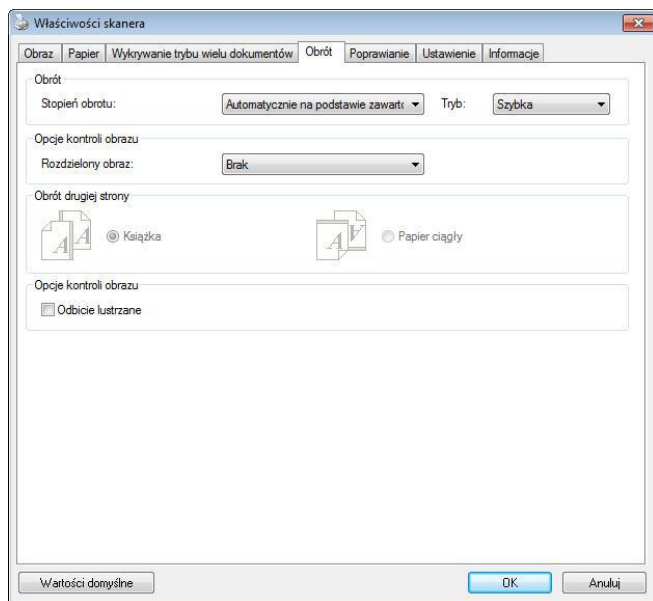 Właściwości skanera
Obraz Papier Wykrywanie trybu wielu dokumentów Obrót Poprawianie Ustawienie Informacje
Obrót
Stopień obrotu: Automatycznie na podstawie zawartc Tryb: Szybka
Opcje kontroli obrazu
Rozdzielony obraz: Brak
Obrót drugiej strony
A A Książka A A Papier ciągły
Opcje kontroli obrazu
Odbicie lustrzane
Wartości domyślne OK Anuluj